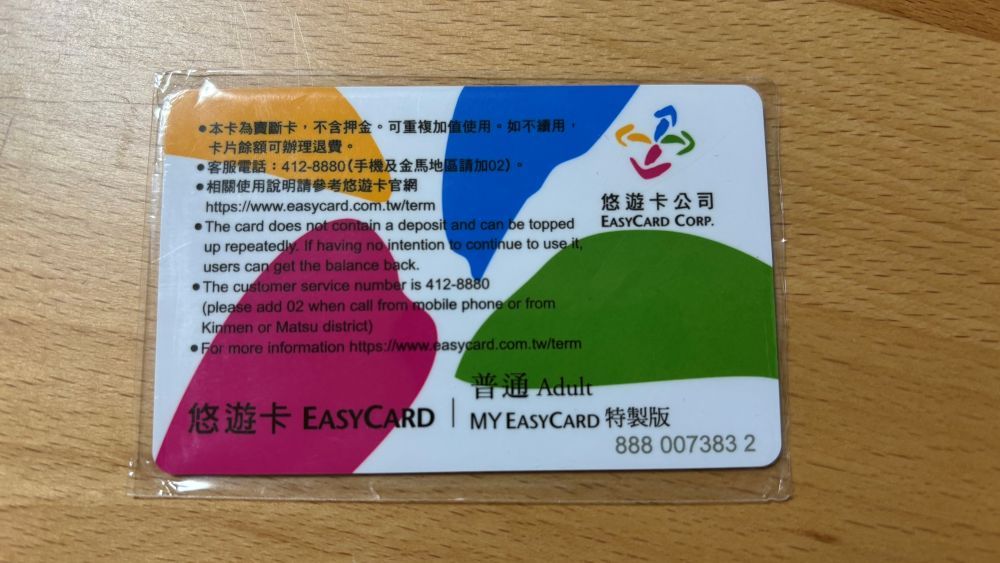 ●本卡為賣斷卡，不含押金。可重複加值使用。如不續用，
卡片餘額可辦理退費。
●客服電話：412-8880(手機及金馬地區請加02)。
●相關使用說明請參考悠遊卡官網
https://www.easycard.com.tw/term
●The card does not contain a deposit and can be topped
up repeatedly. If having no intention to continue to use it,
users can get the balance back.
●The customer service number is 412-8880
(please add 02 when call from mobile phone or from
Kinmen or Matsu district)
●For more information https://www.easycard.com.tw/term
悠遊卡公司
EASYCARD CORP.
悠遊卡 EASYCARD
普通 Adult
MY EASYCARD 特製版
888 007383 2